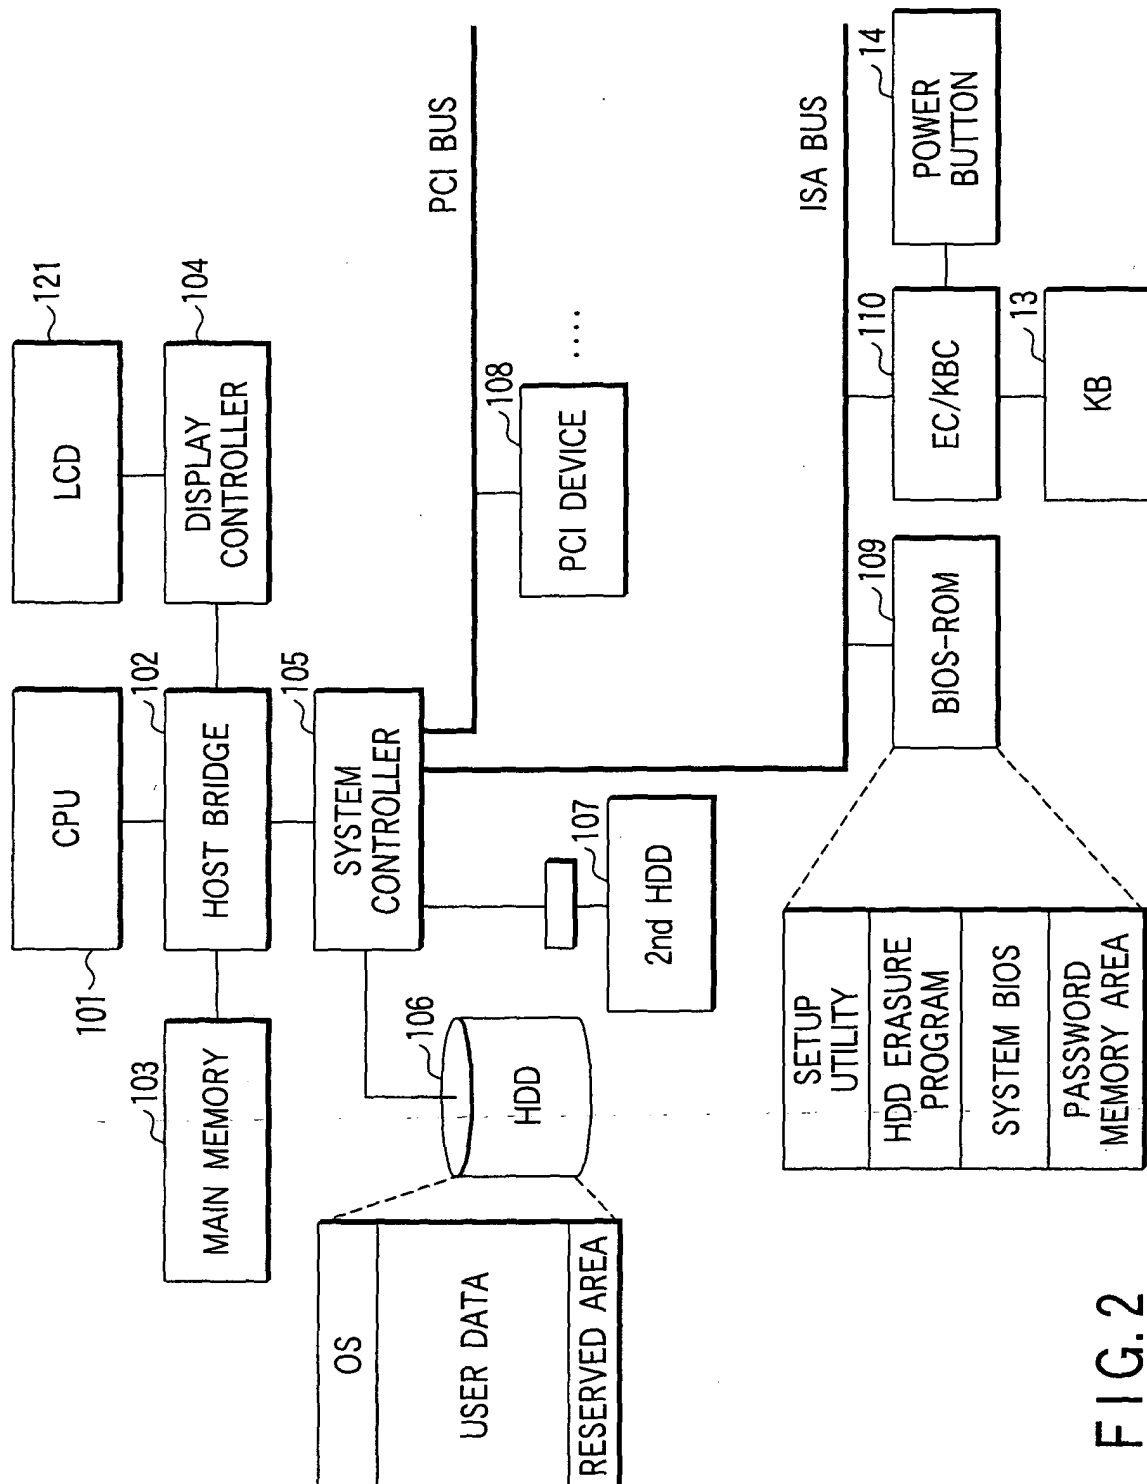 CPU
101
LCD
121
MAIN MEMORY
103
HOST BRIDGE
102
DISPLAY
CONTROLLER
104
SYSTEM
CONTROLLER
105
OS
USER DATA
RESERVED AREA
HDD
106
2nd HDD
107
PCI BUS
PCI DEVICE
108
....
ISA BUS
SETUP
UTILITY
HDD ERASURE
PROGRAM
SYSTEM BIOS
PASSWORD
MEMORY AREA
BIOS-ROM
109
EC/KBC
110
POWER
BUTTON
14
KB
13
FIG. 2